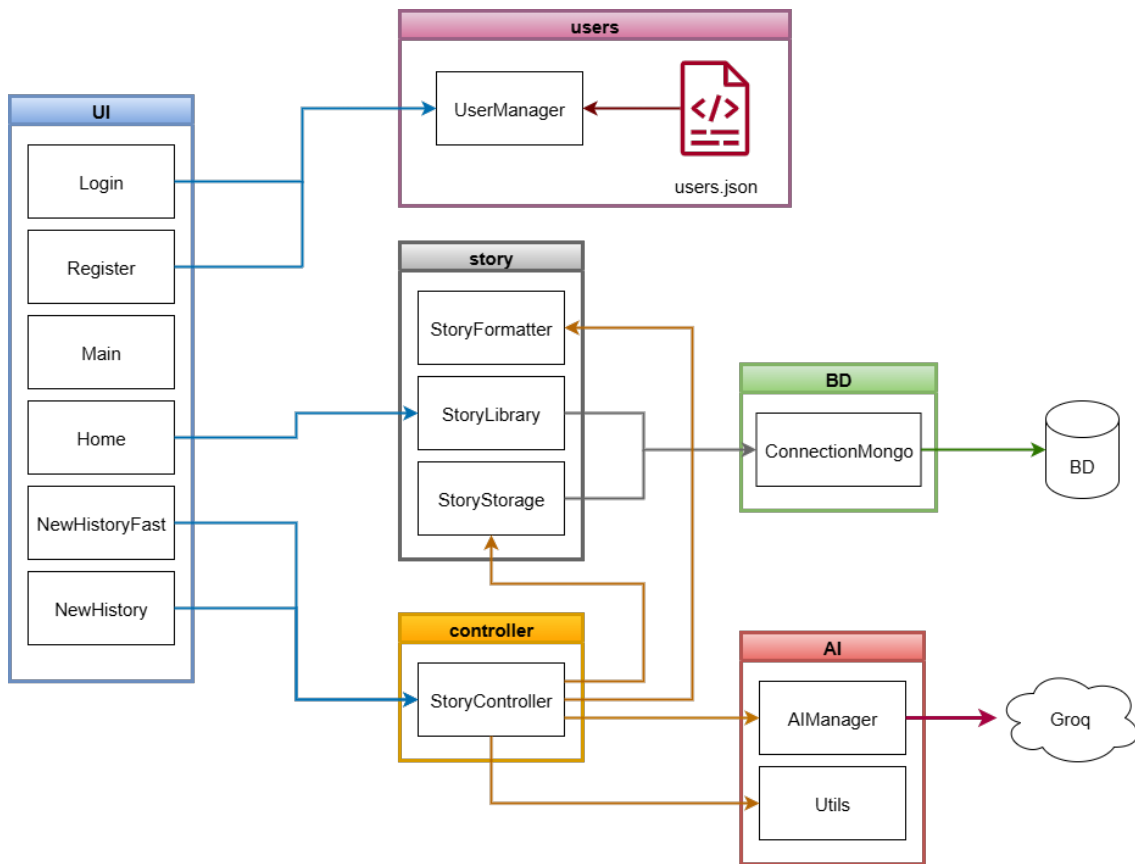 users
UserManager
users.json
UI
Login
Register
Main
Home
NewHistoryFast
NewHistory
story
StoryFormatter
StoryLibrary
StoryStorage
BD
ConnectionMongo
BD
controller
StoryController
AI
AIManager
Utils
Groq